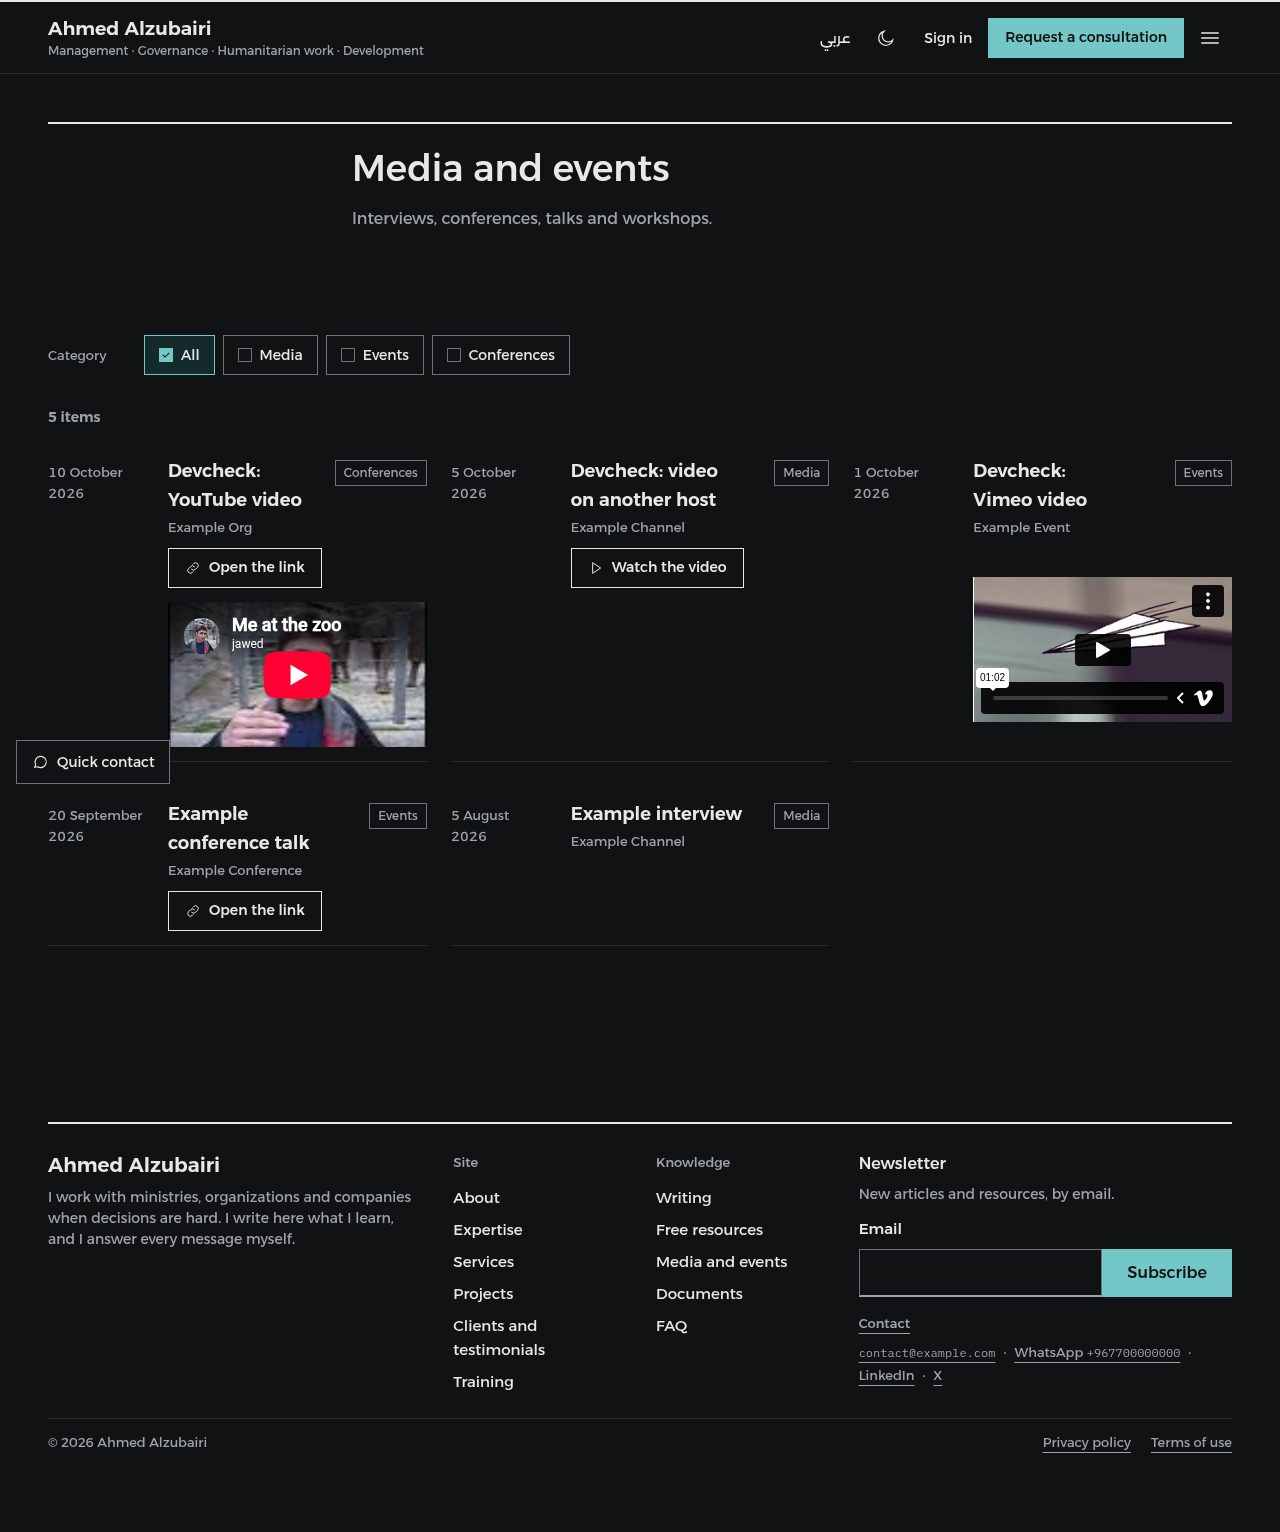 Ahmed Alzubairi
Management · Governance · Humanitarian work · Development
عربي
Sign in
Request a consultation
Media and events
Interviews, conferences, talks and workshops.
Category
All
Media
Events
Conferences
5 items
10 October
2026
Devcheck:
YouTube video
Conferences
Example Org
Open the link
Me at the zoo
jawed
5 October
2026
Devcheck: video
on another host
Media
Example Channel
Watch the video
1 October
2026
Devcheck:
Vimeo video
Events
Example Event
01:02
Quick contact
20 September
2026
Example
conference talk
Events
Example Conference
Open the link
5 August
2026
Example interview
Media
Example Channel
Ahmed Alzubairi
I work with ministries, organizations and companies
when decisions are hard. I write here what I learn,
and I answer every message myself.
Site
About
Expertise
Services
Projects
Clients and
testimonials
Training
Knowledge
Writing
Free resources
Media and events
Documents
FAQ
Newsletter
New articles and resources, by email.
Email
Subscribe
Contact
contact@example.com · WhatsApp +967700000000 ·
LinkedIn · X
© 2026 Ahmed Alzubairi
Privacy policy
Terms of use